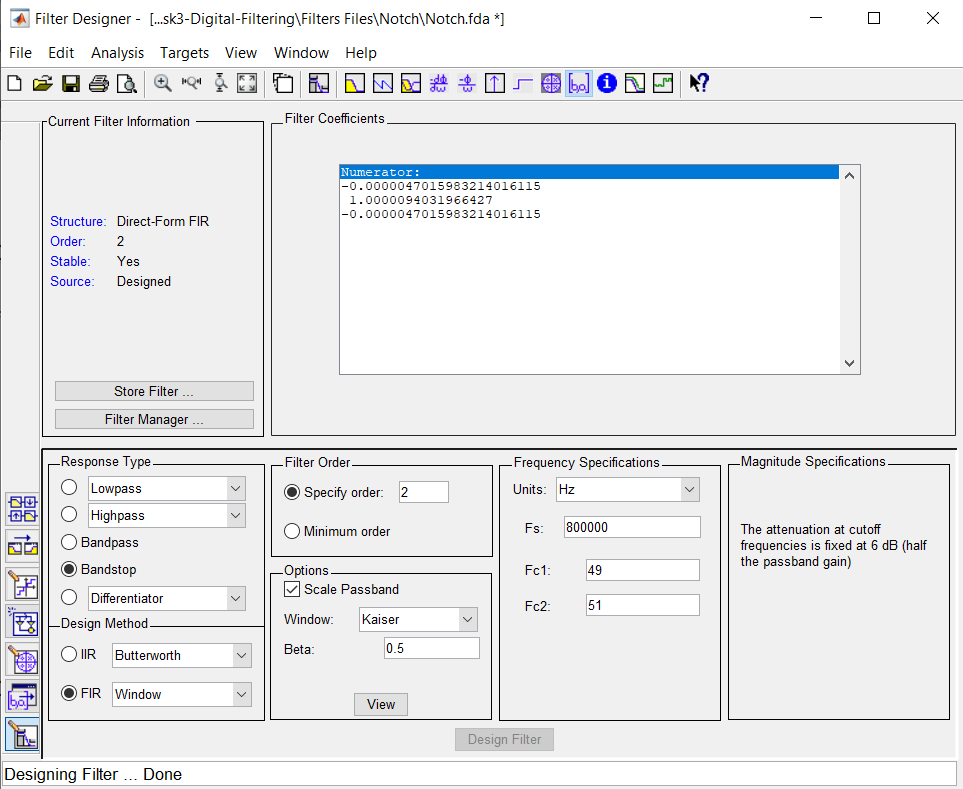 Filter Designer - [...sk3-Digital-Filtering\Filters Files\Notch\Notch.fda *]
File Edit Analysis Targets View Window Help
Current Filter Information
Structure: Direct-Form FIR
Order: 2
Stable: Yes
Source: Designed
Store Filter ...
Filter Manager ...
Filter Coefficients
Numerator:
-0.0000047015983214016115
1.0000094031966427
-0.0000047015983214016115
Response Type
Lowpass
Highpass
Bandpass
Bandstop
Differentiator
Design Method
IIR Butterworth
FIR Window
Filter Order
Specify order: 2
Minimum order
Options
Scale Passband
Window: Kaiser
Beta: 0.5
View
Frequency Specifications
Units: Hz
Fs: 800000
Fc1: 49
Fc2: 51
Magnitude Specifications
The attenuation at cutoff
frequencies is fixed at 6 dB (half
the passband gain)
Design Filter
Designing Filter ... Done